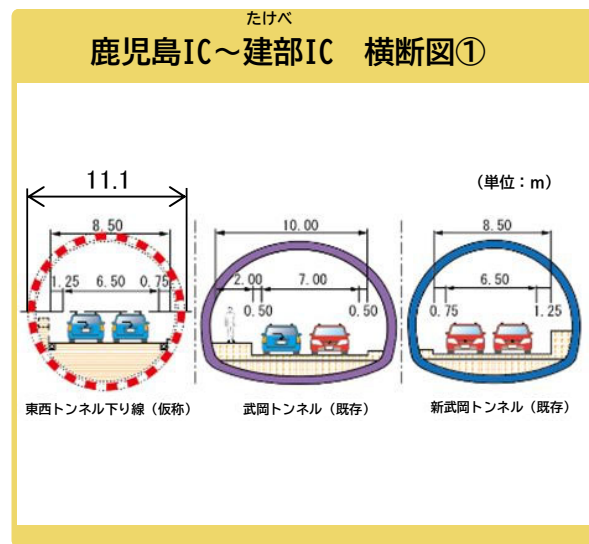 たけべ
鹿児島IC～建部IC　横断図①
11.1
（単位：m）
8.50
10.00
8.50
1.25 6.50 0.75
2.00 7.00
0.50 0.50
6.50
0.75 1.25
東西トンネル下り線（仮称）
武岡トンネル（既存）
新武岡トンネル（既存）